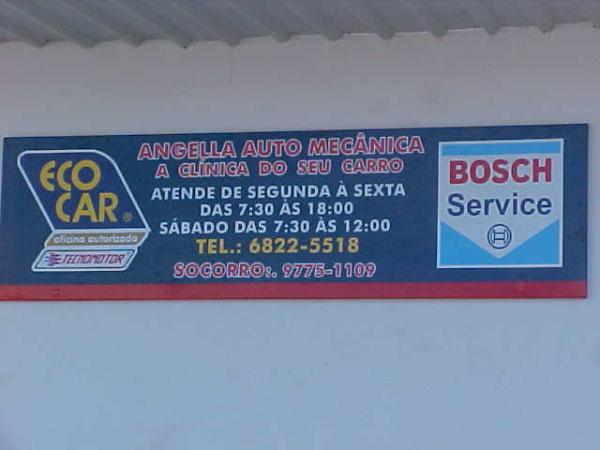 ECO
CAR®
oficina autorizada
TECNOMOTOR
ANGELLA AUTO MECÂNICA
A CLÍNICA DO SEU CARRO
ATENDE DE SEGUNDA À SEXTA
DAS 7:30 ÀS 18:00
SÁBADO DAS 7:30 ÀS 12:00
TEL.: 6822-5518
SOCORRO:. 9775-1109
BOSCH
Service